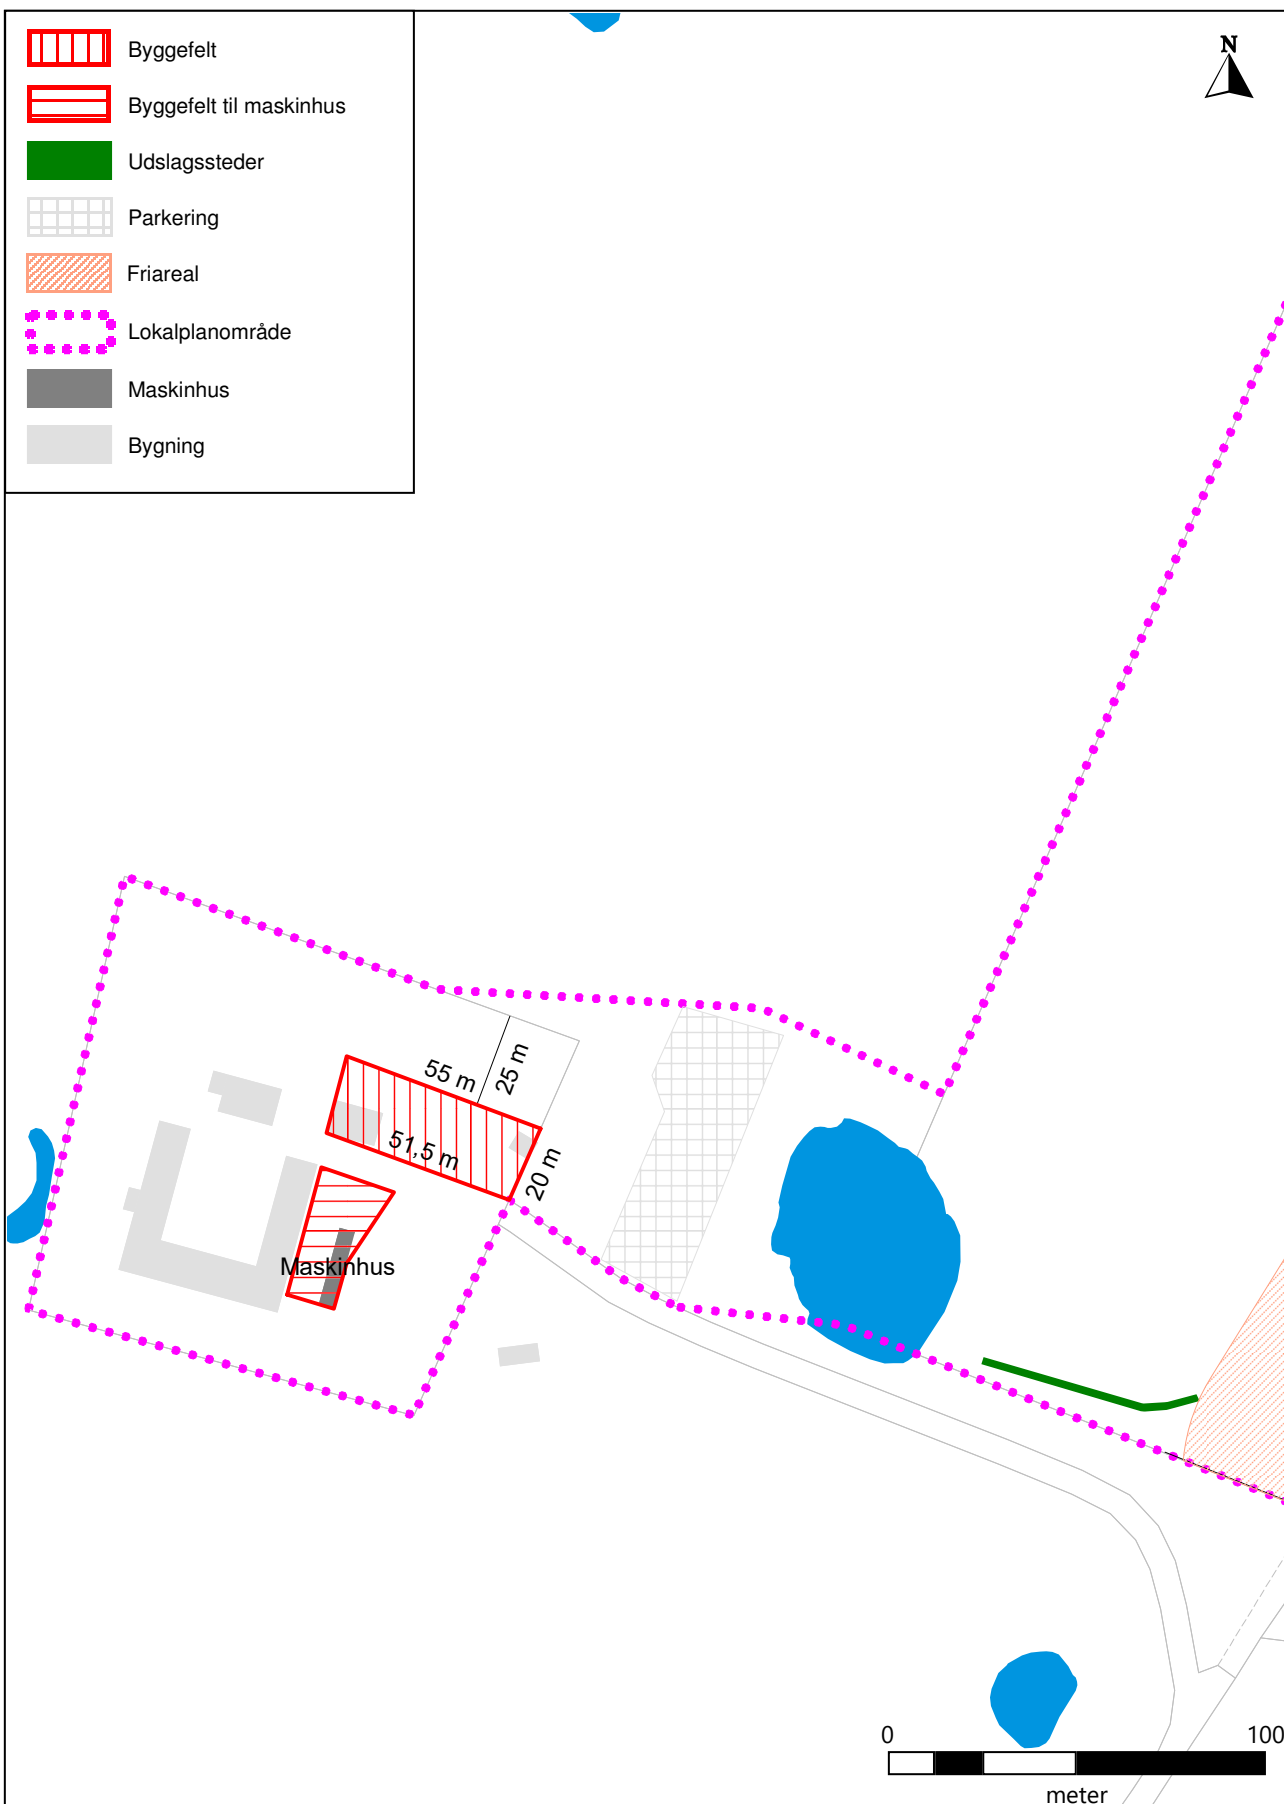 Byggefelt
Byggefelt til maskinhus
Udslagssteder
Parkering
Friareal
Lokalplanområde
Maskinhus
Bygning
N
55 m
25 m
51,5 m
20 m
Maskinhus
0 100
meter